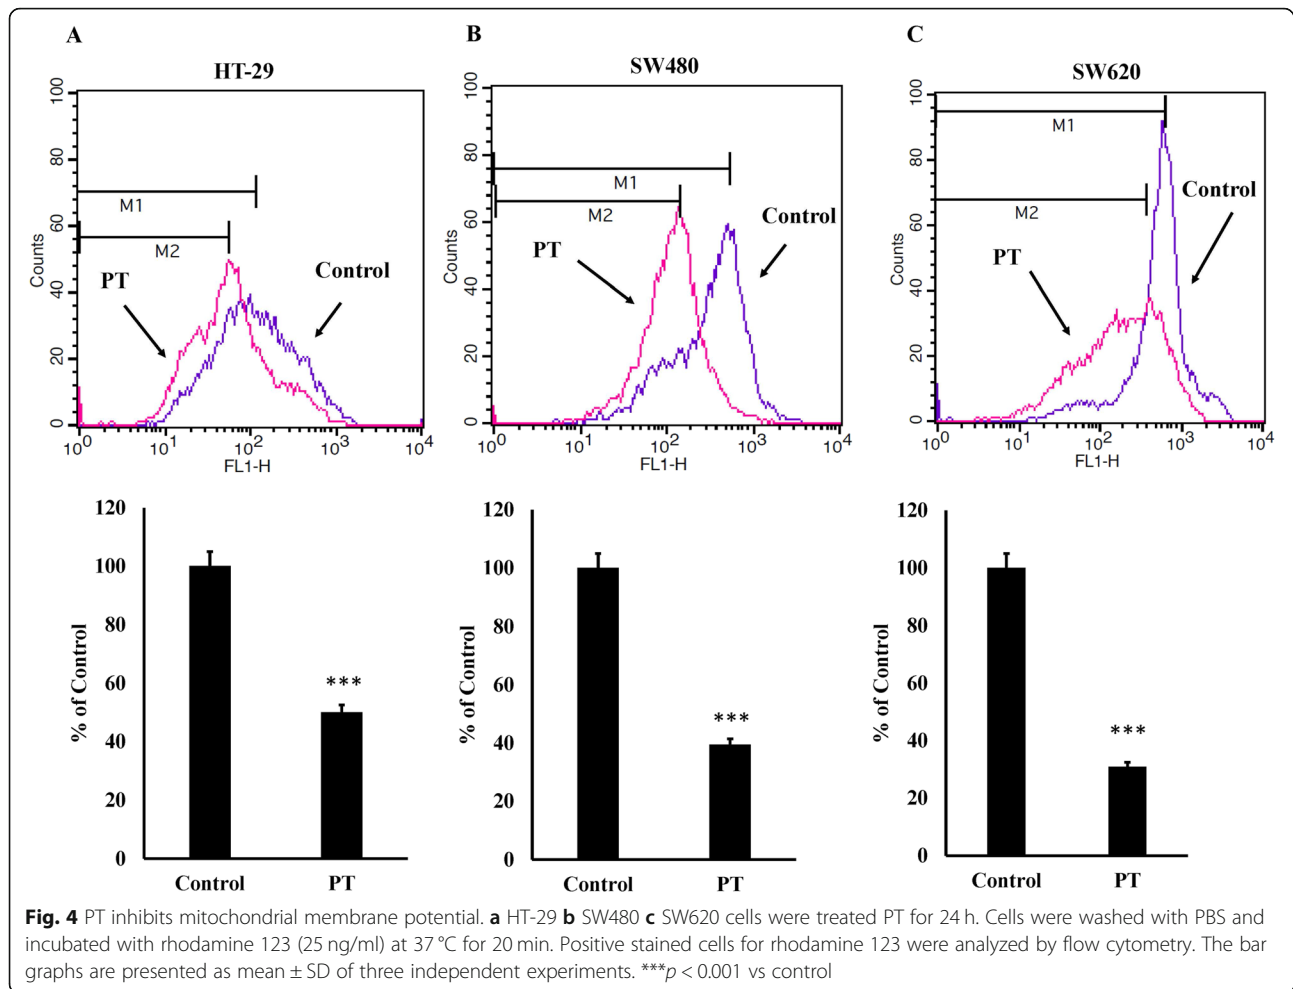 A
HT-29
100
80
60
40
20
0
Counts
M1
M2
PT
Control
10^0
10^1
10^2
10^3
10^4
FL1-H
B
SW480
100
80
60
40
20
0
Counts
M1
M2
PT
Control
10^0
10^1
10^2
10^3
10^4
FL1-H
C
SW620
100
80
60
40
20
0
Counts
M1
M2
PT
Control
10^0
10^1
10^2
10^3
10^4
FL1-H
120
100
80
60
40
20
0
% of Control
***
Control PT
120
100
80
60
40
20
0
% of Control
***
Control PT
120
100
80
60
40
20
0
% of Control
***
Control PT
Fig. 4 PT inhibits mitochondrial membrane potential. a HT-29 b SW480 c SW620 cells were treated PT for 24 h. Cells were washed with PBS and
incubated with rhodamine 123 (25 ng/ml) at 37 °C for 20 min. Positive stained cells for rhodamine 123 were analyzed by flow cytometry. The bar
graphs are presented as mean ± SD of three independent experiments. ***p < 0.001 vs control